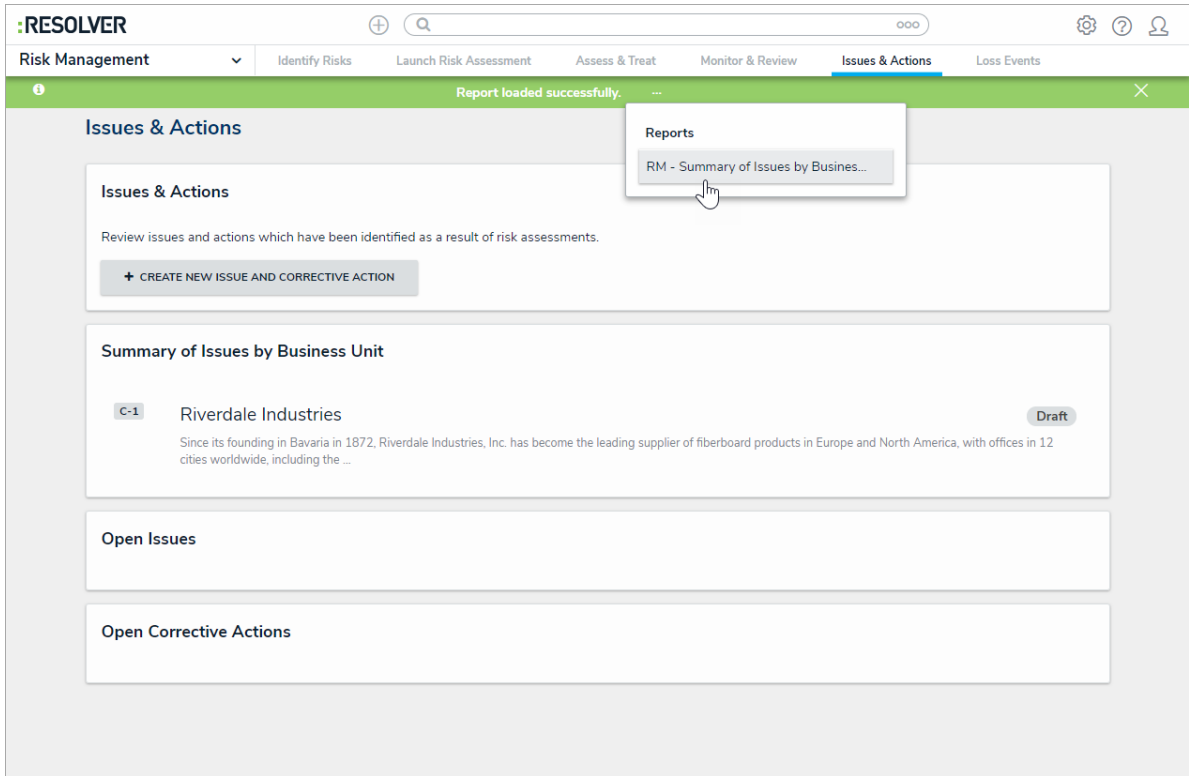 :RESOLVER
ooo
Risk Management
Identify Risks
Launch Risk Assessment
Assess & Treat
Monitor & Review
Issues & Actions
Loss Events
Report loaded successfully. ...
Reports
RM - Summary of Issues by Busines...
Issues & Actions
Issues & Actions
Review issues and actions which have been identified as a result of risk assessments.
+ CREATE NEW ISSUE AND CORRECTIVE ACTION
Summary of Issues by Business Unit
C-1
Riverdale Industries
Draft
Since its founding in Bavaria in 1872, Riverdale Industries, Inc. has become the leading supplier of fiberboard products in Europe and North America, with offices in 12
cities worldwide, including the ...
Open Issues
Open Corrective Actions